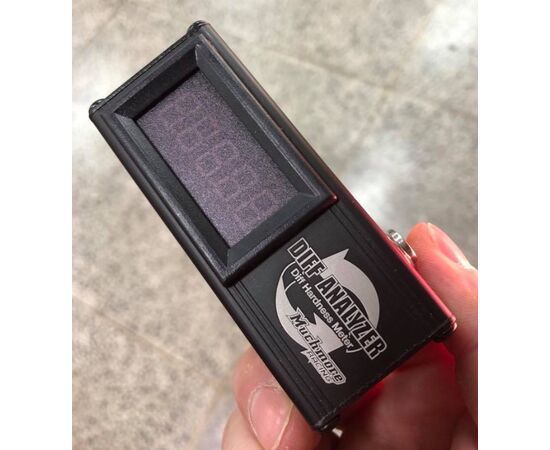 DIFF ANALYZER
Diff Hardness Meter
Muchmore
RACING